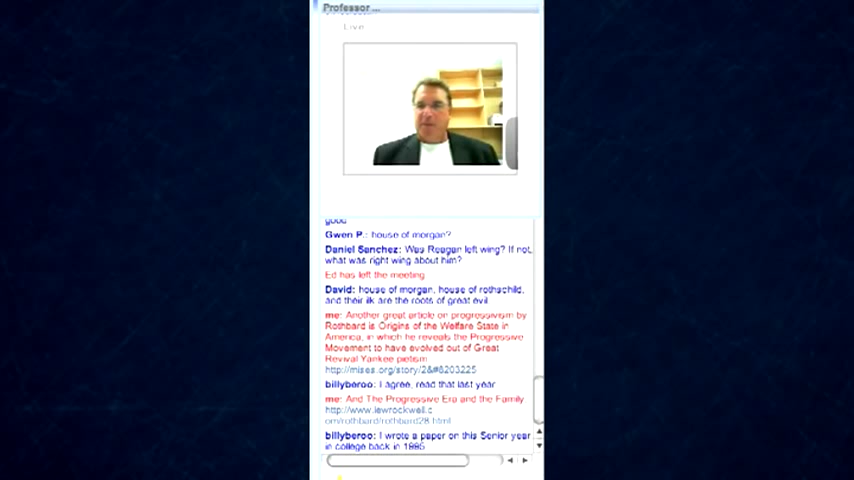 Professor ...
Live
good
Gwen P.: house of morgan?
Daniel Sanchez: Was Reagan left wing? If not,
what was right wing about him?
Ed has left the meeting
David: house of morgan, house of rothschild,
and their ilk are the roots of great evil
me: Another great article on progressivism by
Rothbard is Origins of the Welfare State in
America, in which he reveals the Progressive
Movement to have evolved out of Great
Revival Yankee pietism
http://mises.org/story/2&#8203225
billyberoo: I agree, read that last year
me: And The Progressive Era and the Family
http://www.lewrockwell.c
om/rothbard/rothbard28.html
billyberoo: I wrote a paper on this Senior year
in college back in 1995